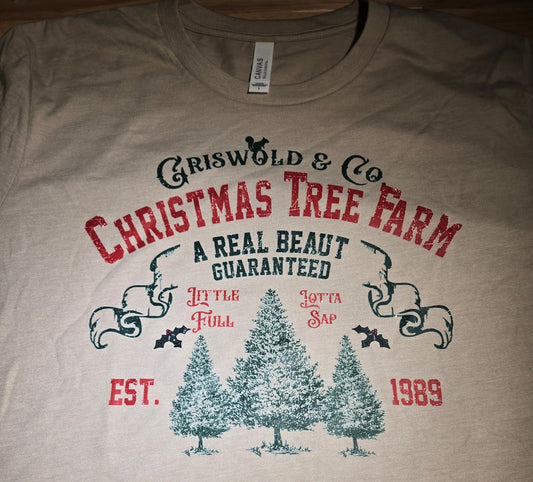 CANVAS
GRISWOLD & CO
CHRISTMAS TREE FARM
A REAL BEAUT
GUARANTEED
LITTLE FULL
LOTTA SAP
EST. 1989